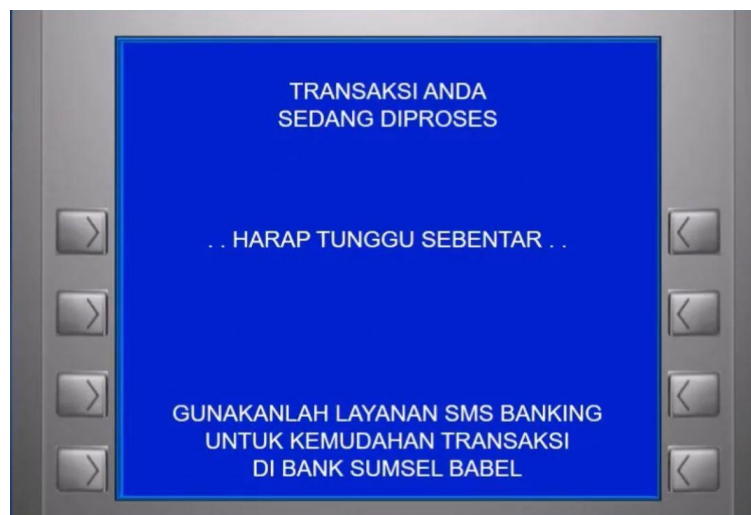 TRANSAKSI ANDA
SEDANG DIPROSES
. . HARAP TUNGGU SEBENTAR . .
GUNAKANLAH LAYANAN SMS BANKING
UNTUK KEMUDAHAN TRANSAKSI
DI BANK SUMSEL BABEL